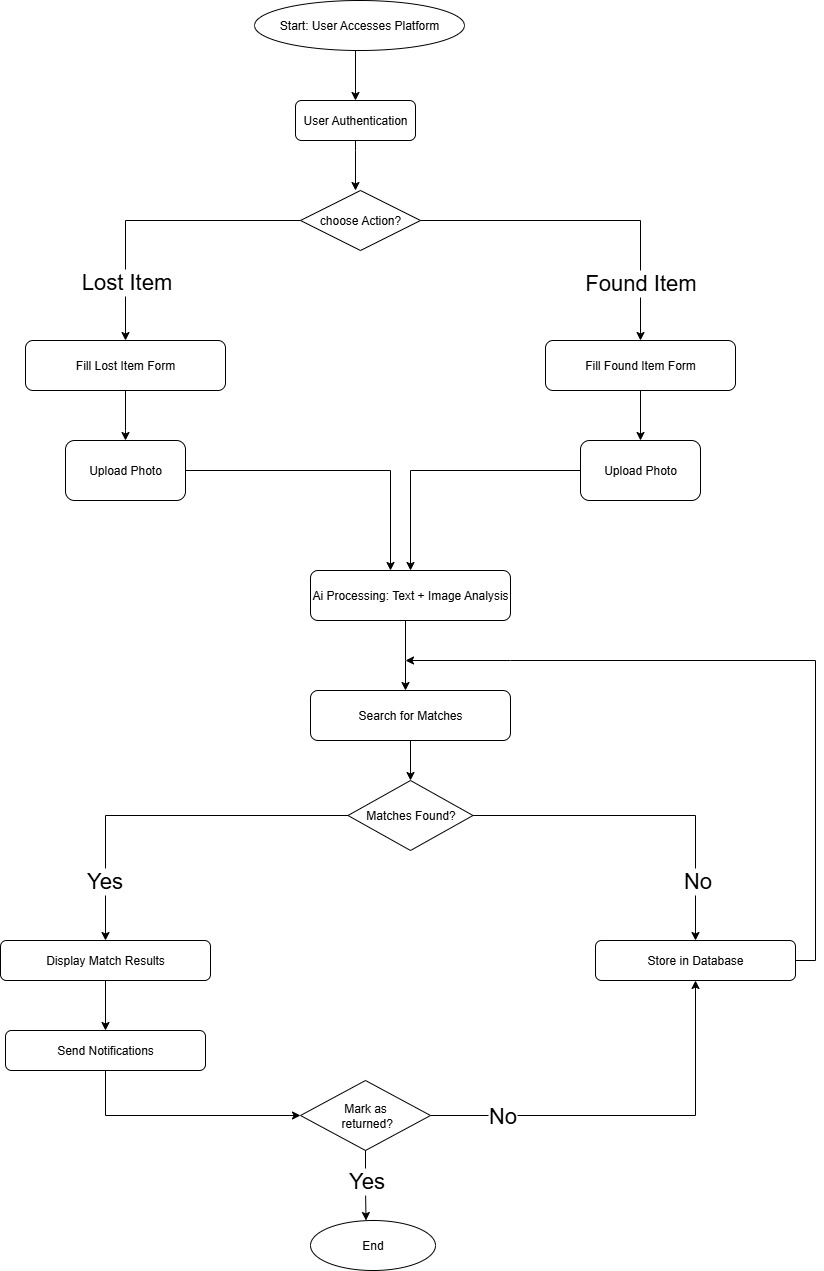 Start: User Accesses Platform
User Authentication
choose Action?
Lost Item
Found Item
Fill Lost Item Form
Fill Found Item Form
Upload Photo
Upload Photo
Ai Processing: Text + Image Analysis
Search for Matches
Matches Found?
Yes
No
Display Match Results
Store in Database
Send Notifications
Mark as
returned?
No
Yes
End